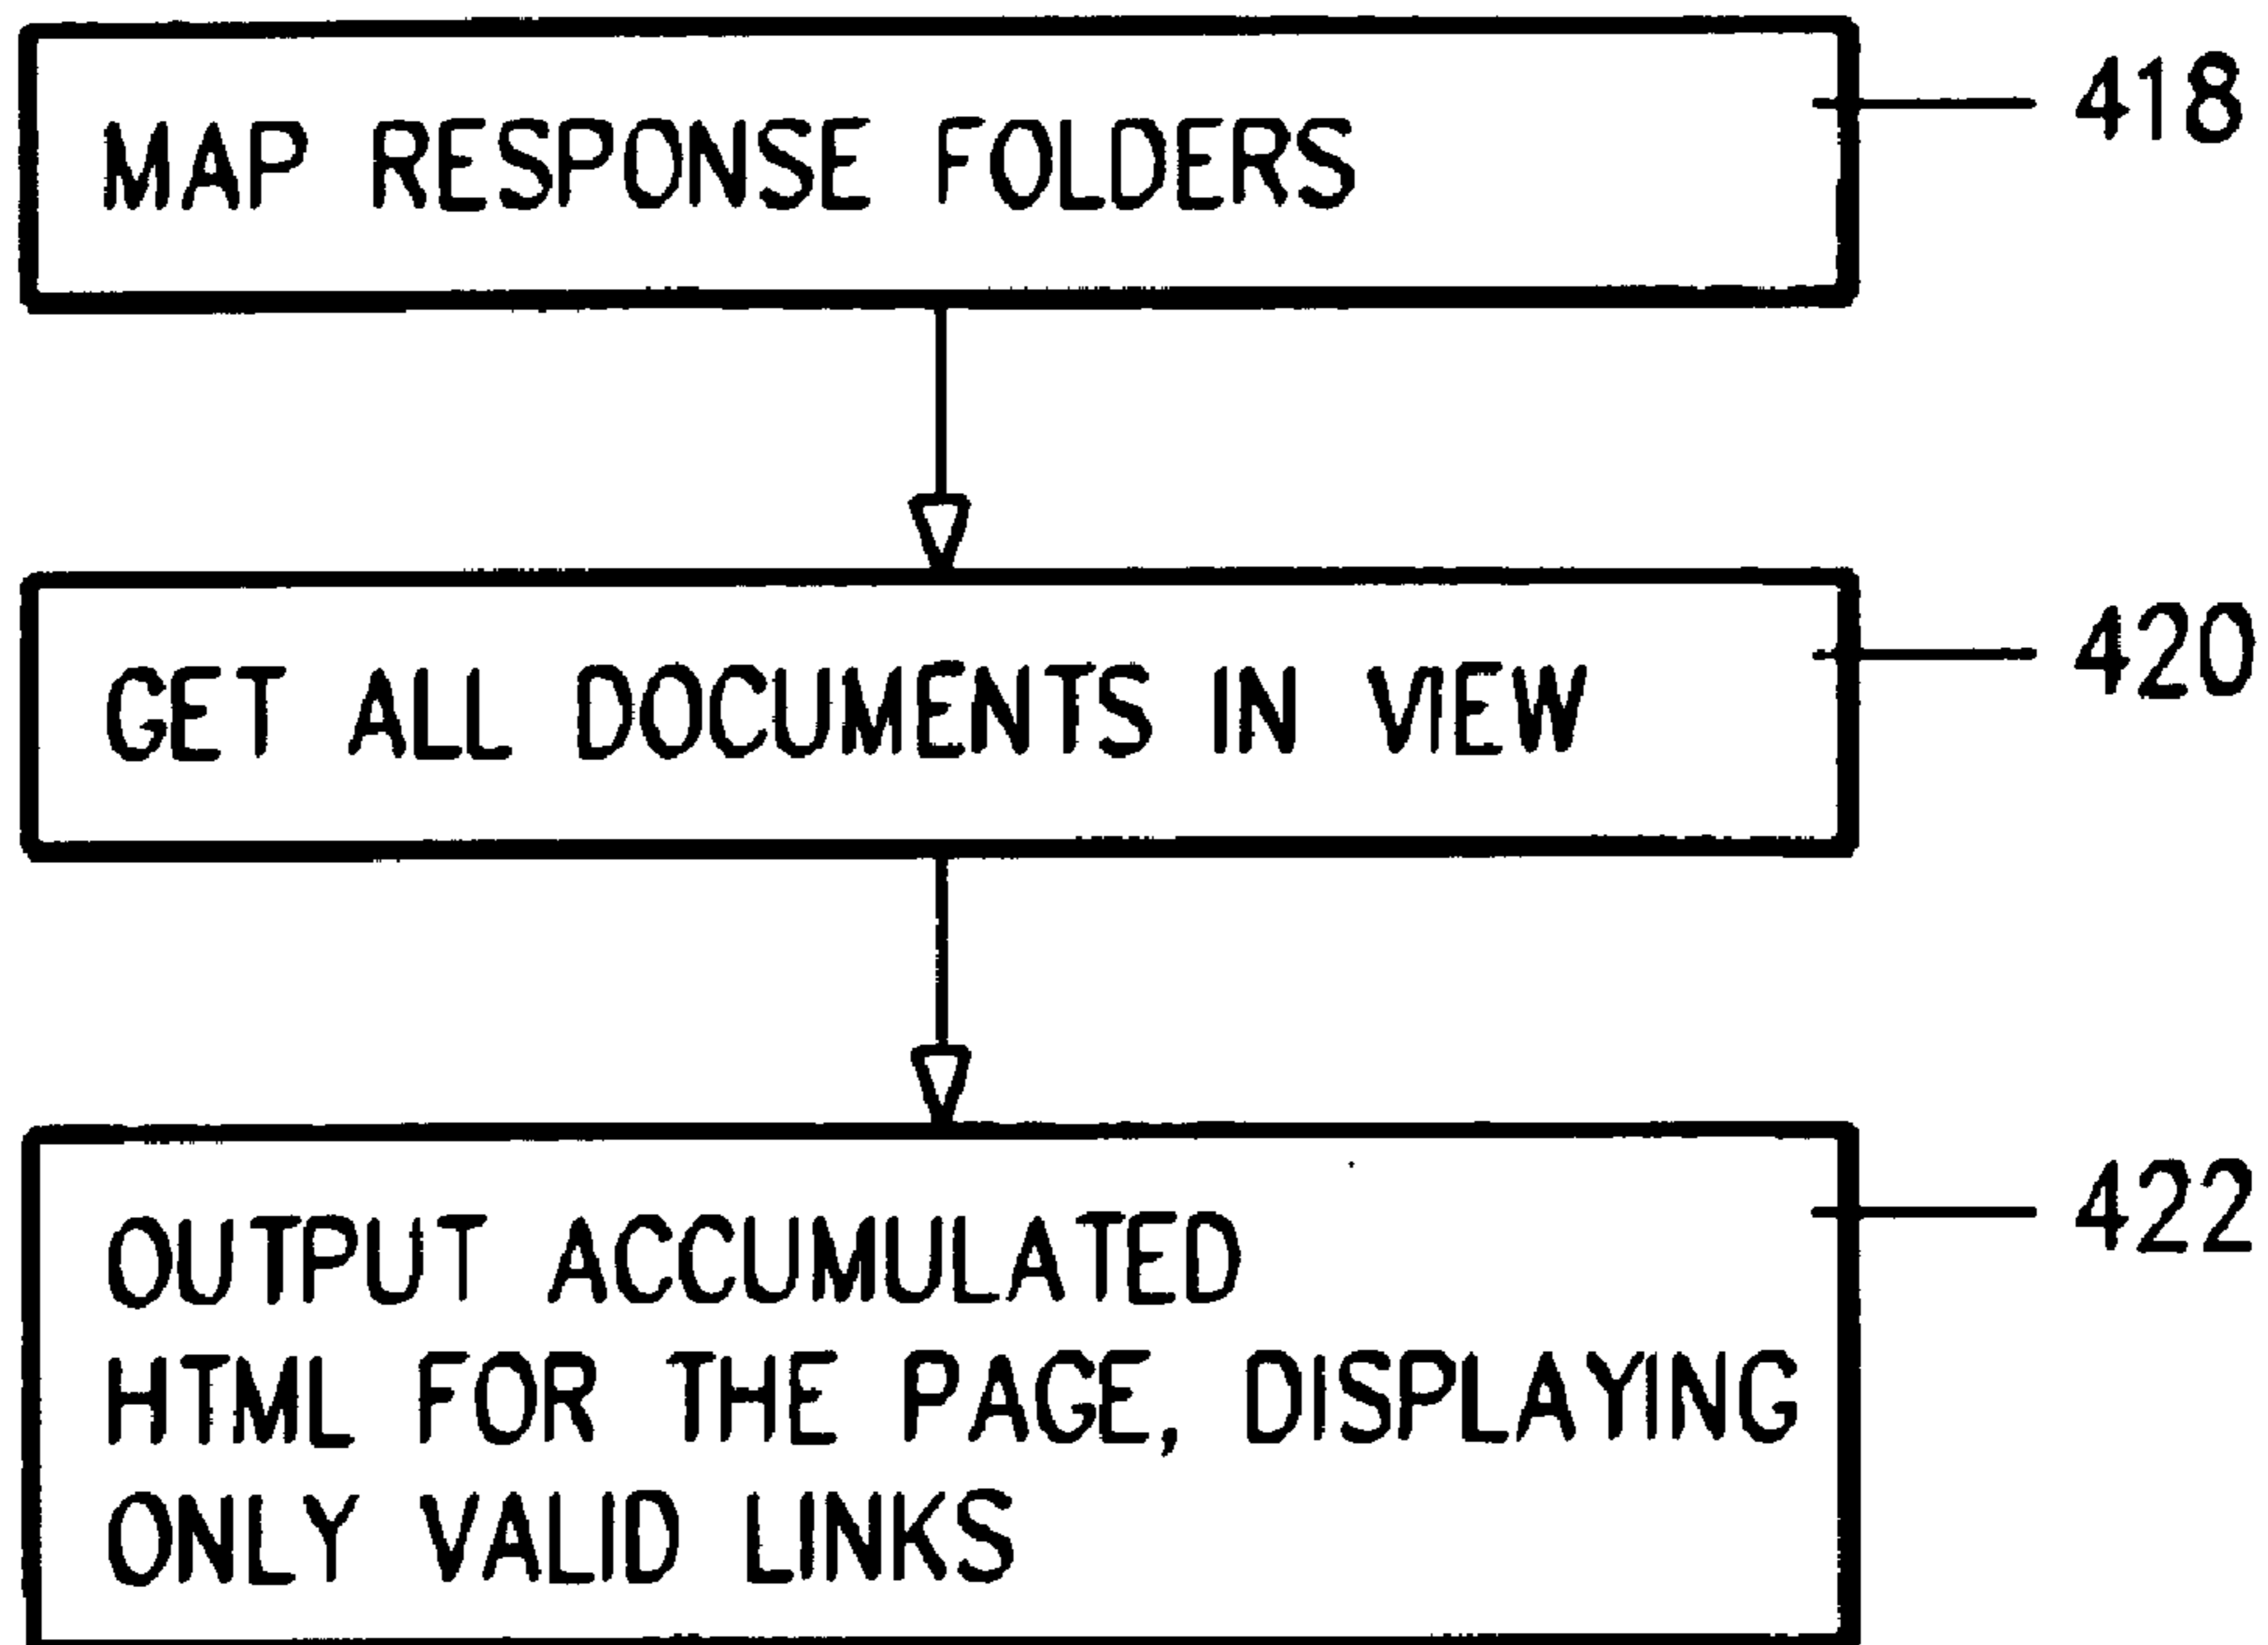 MAP RESPONSE FOLDERS
418
GET ALL DOCUMENTS IN VIEW
420
OUTPUT ACCUMULATED
422
HTML FOR THE PAGE, DISPLAYING
ONLY VALID LINKS